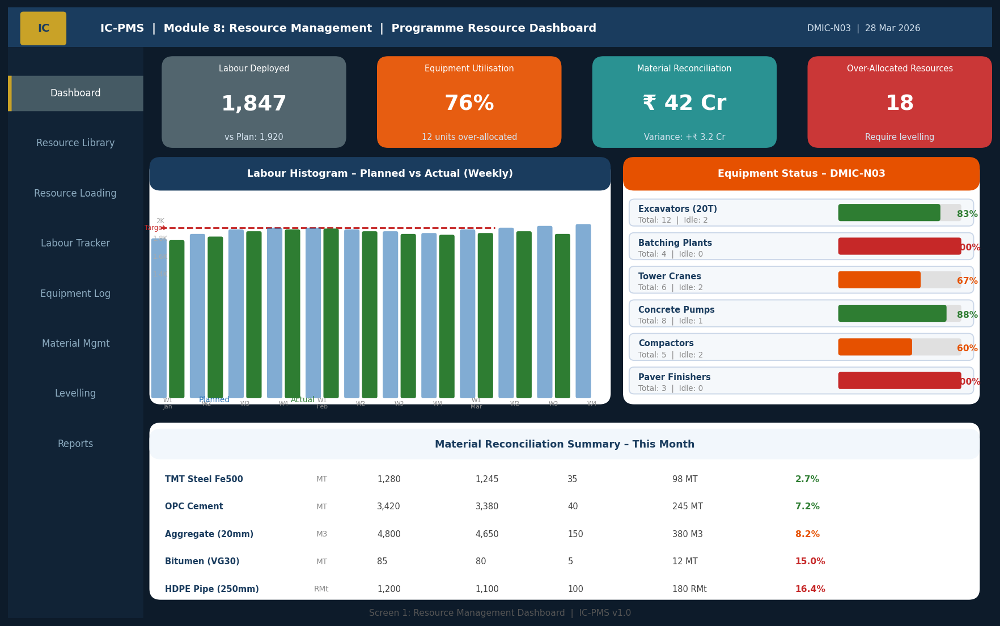 IC
IC-PMS | Module 8: Resource Management | Programme Resource Dashboard
DMIC-N03 | 28 Mar 2026
Dashboard
Resource Library
Resource Loading
Labour Tracker
Equipment Log
Material Mgmt
Levelling
Reports
Labour Deployed
1,847
vs Plan: 1,920
Equipment Utilisation
76%
12 units over-allocated
Material Reconciliation
₹ 42 Cr
Variance: +₹ 3.2 Cr
Over-Allocated Resources
18
Require levelling
Labour Histogram – Planned vs Actual (Weekly)
2K
Target
1.8K
Planned
Actual
W1 Jan
W2
W3
W4
W1 Feb
W2
W3
W4
W1 Mar
W2
W3
W4
Equipment Status – DMIC-N03
Excavators (20T)
Total: 12 | Idle: 2
83%
Batching Plants
Total: 4 | Idle: 0
00%
Tower Cranes
Total: 6 | Idle: 2
67%
Concrete Pumps
Total: 8 | Idle: 1
88%
Compactors
Total: 5 | Idle: 2
60%
Paver Finishers
Total: 3 | Idle: 0
00%
Material Reconciliation Summary – This Month
TMT Steel Fe500 MT 1,280 1,245 35 98 MT 2.7%
OPC Cement MT 3,420 3,380 40 245 MT 7.2%
Aggregate (20mm) M3 4,800 4,650 150 380 M3 8.2%
Bitumen (VG30) MT 85 80 5 12 MT 15.0%
HDPE Pipe (250mm) RMt 1,200 1,100 100 180 RMt 16.4%
Screen 1: Resource Management Dashboard | IC-PMS v1.0